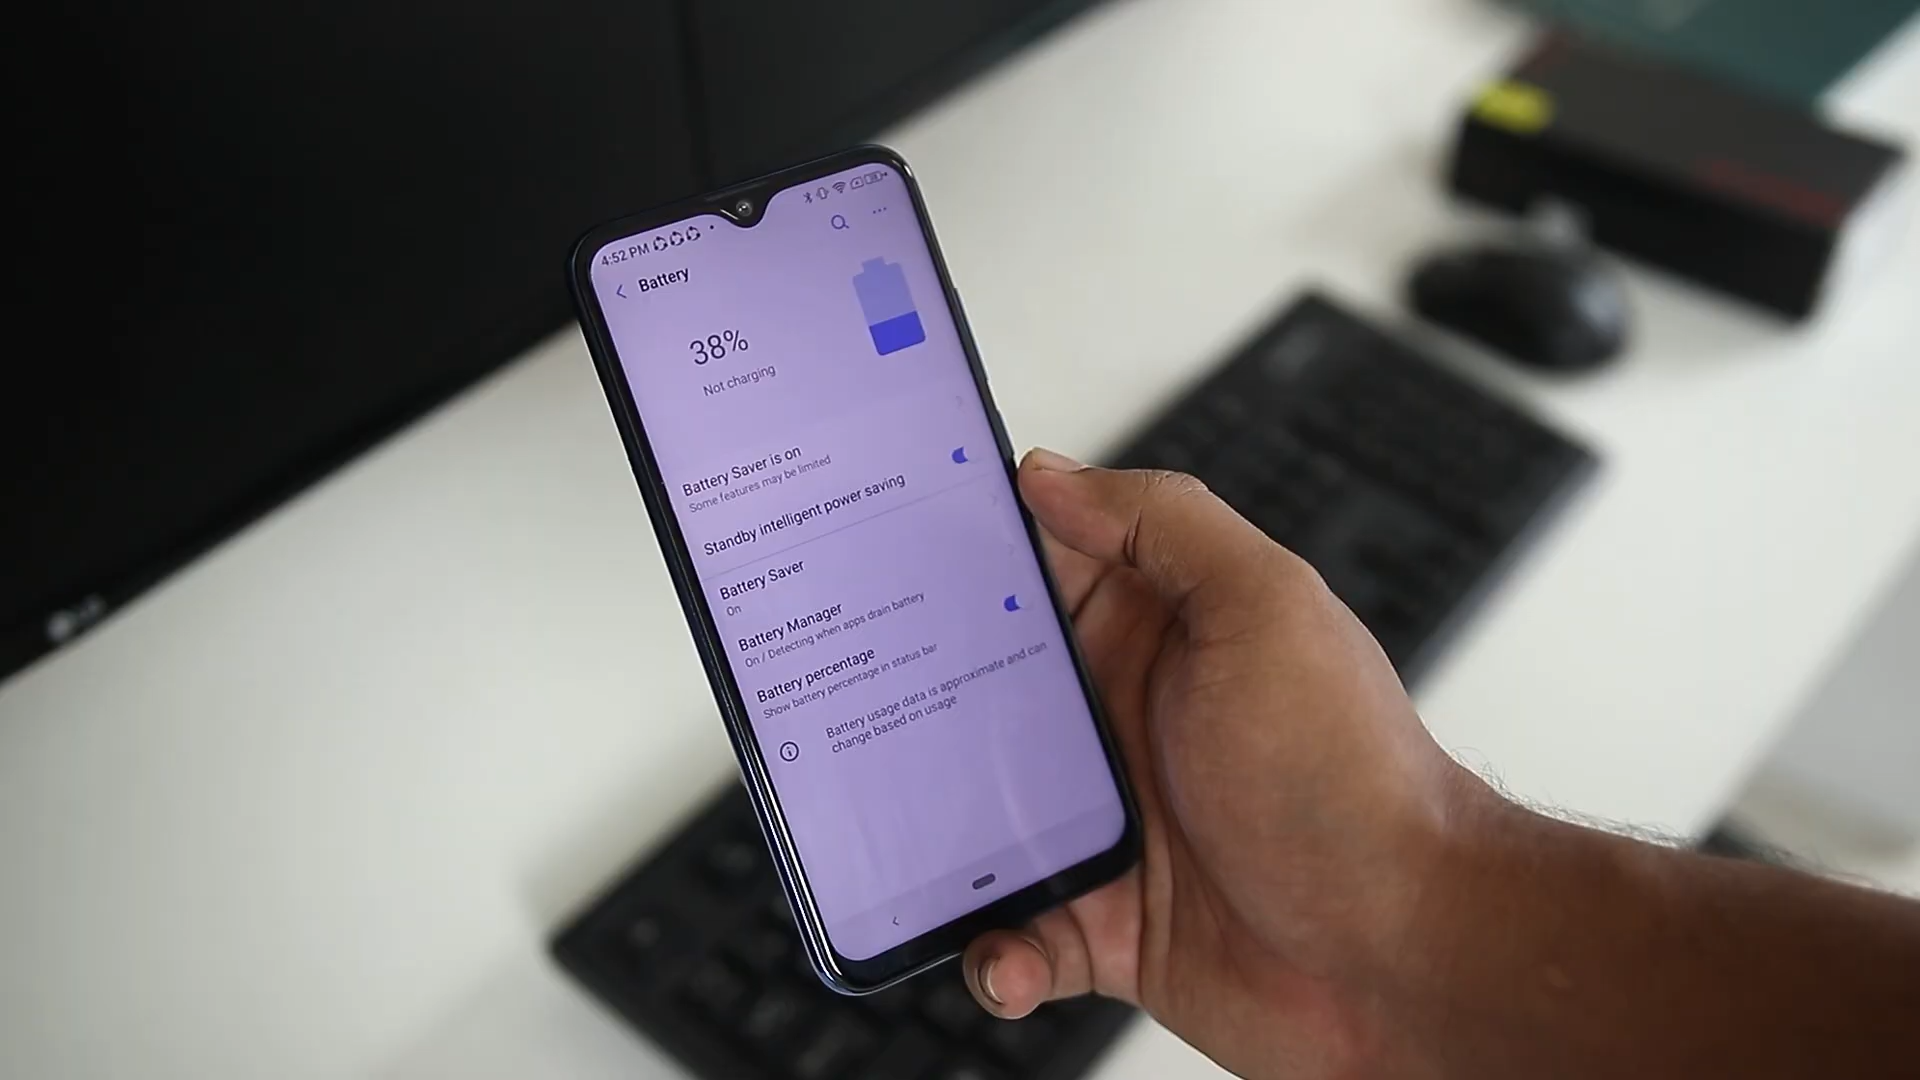 4:52 PM
Battery
38%
Not charging
Battery Saver is on
Some features may be limited
Standby intelligent power saving
Battery Saver
On
Battery Manager
On / Detecting when apps drain battery
Battery percentage
Show battery percentage in status bar
Battery usage data is approximate and can
change based on usage